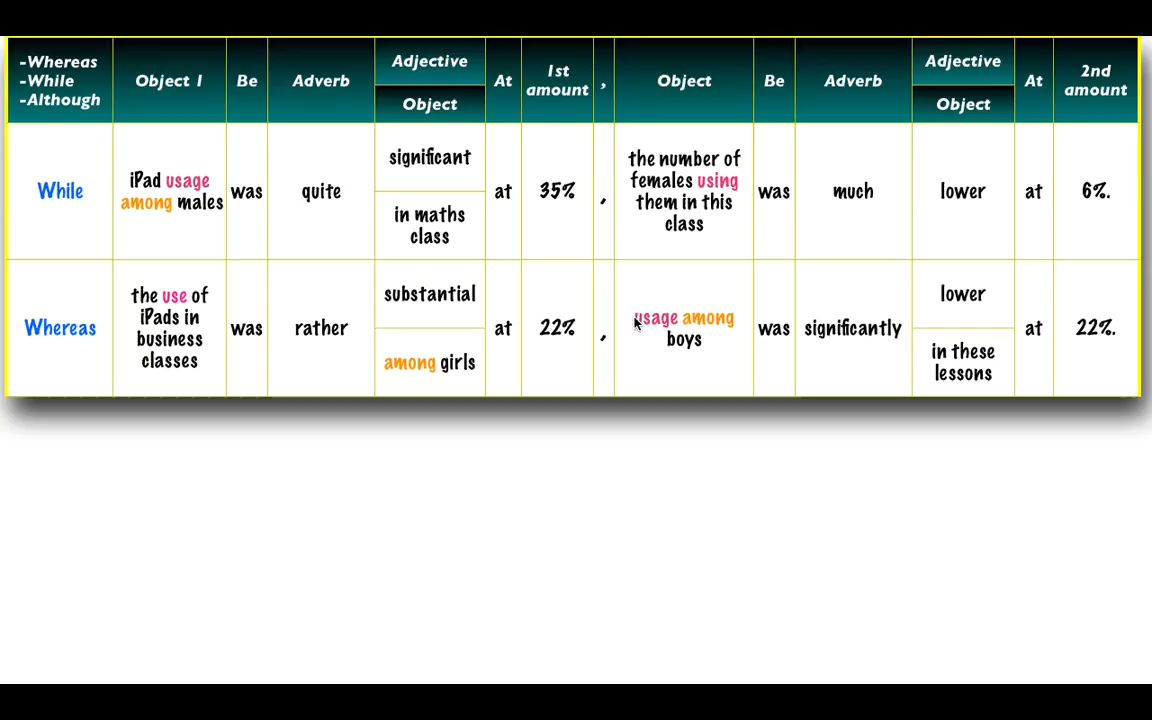 -Whereas
-While
-Although
Object 1
Be
Adverb
Adjective
Object
At
1st
amount
,
Object
Be
Adverb
Adjective
Object
At
2nd
amount
While
iPad usage
among males
was
quite
significant
in maths
class
at
35%
,
the number of
females using
them in this
class
was
much
lower
at
6%.
Whereas
the use of
iPads in
business
classes
was
rather
substantial
among girls
at
22%
,
usage among
boys
was
significantly
lower
in these
lessons
at
22%.